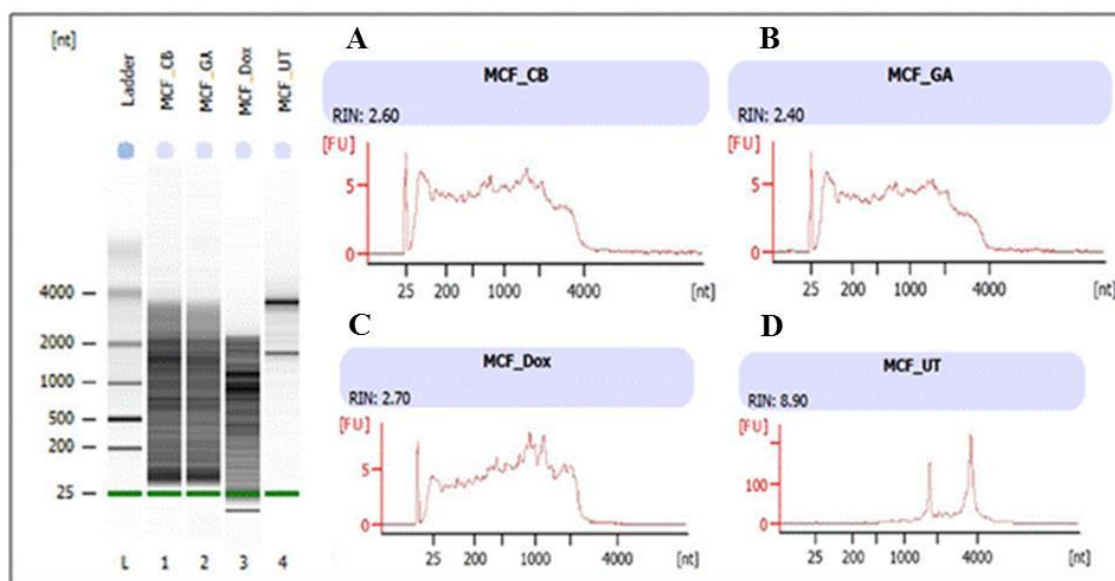 [nt]
Ladder
MCF_CB
MCF_GA
MCF_Dox
MCF_UT
4000
2000
1000
500
200
25
L 1 2 3 4
A
MCF_CB
RIN: 2.60
[FU]
5
0
25 200 1000 4000 [nt]
B
MCF_GA
RIN: 2.40
[FU]
5
0
25 200 1000 4000 [nt]
C
MCF_Dox
RIN: 2.70
[FU]
5
0
25 200 1000 4000 [nt]
D
MCF_UT
RIN: 8.90
[FU]
100
0
25 200 1000 4000 [nt]